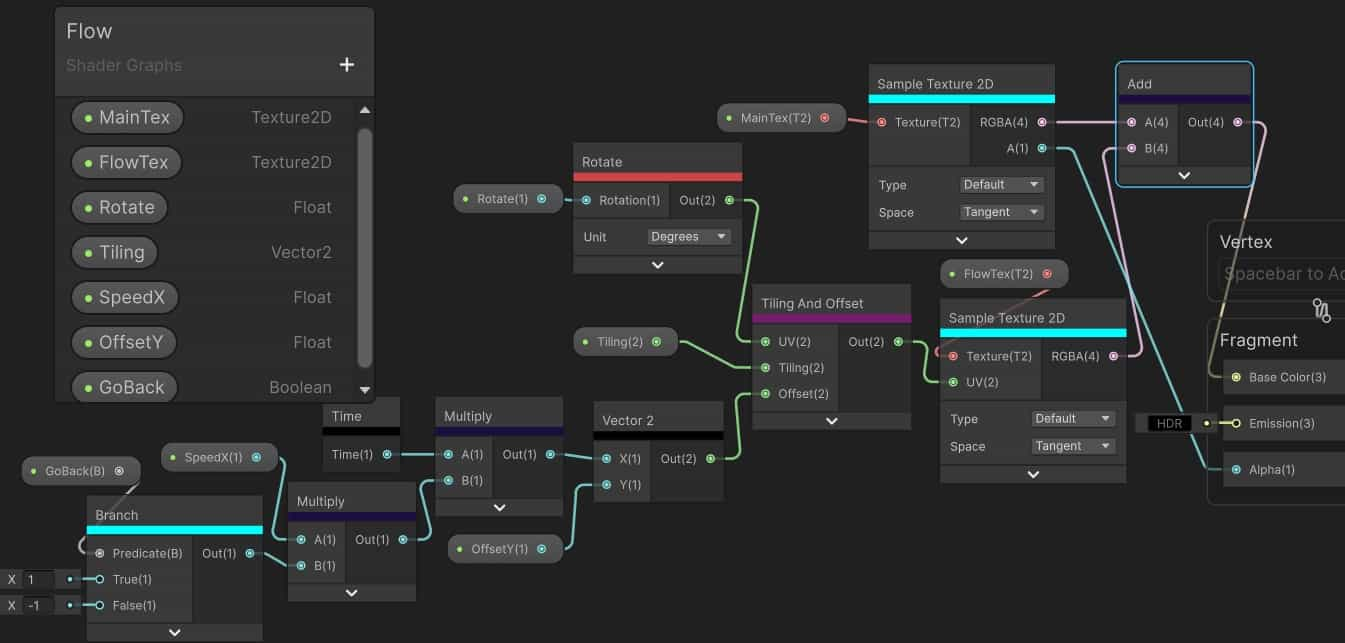 Flow
Shader Graphs
+
MainTex Texture2D
FlowTex Texture2D
Rotate Float
Tiling Vector2
SpeedX Float
OffsetY Float
GoBack Boolean
MainTex(T2)
Sample Texture 2D
Texture(T2) RGBA(4)
A(1)
Type Default
Space Tangent
Add
A(4) Out(4)
B(4)
Rotate(1)
Rotate
Rotation(1) Out(2)
Unit Degrees
FlowTex(T2)
Sample Texture 2D
Texture(T2) RGBA(4)
UV(2)
Type Default
Space Tangent
Tiling(2)
Tiling And Offset
UV(2) Out(2)
Tiling(2)
Offset(2)
Vertex
Spacebar to Ad
Fragment
Base Color(3)
HDR Emission(3)
Alpha(1)
Time
Time(1)
Multiply
A(1) Out(1)
B(1)
Vector 2
X(1) Out(2)
Y(1)
OffsetY(1)
SpeedX(1)
GoBack(B)
Multiply
A(1) Out(1)
B(1)
Branch
Predicate(B) Out(1)
X 1 True(1)
X -1 False(1)